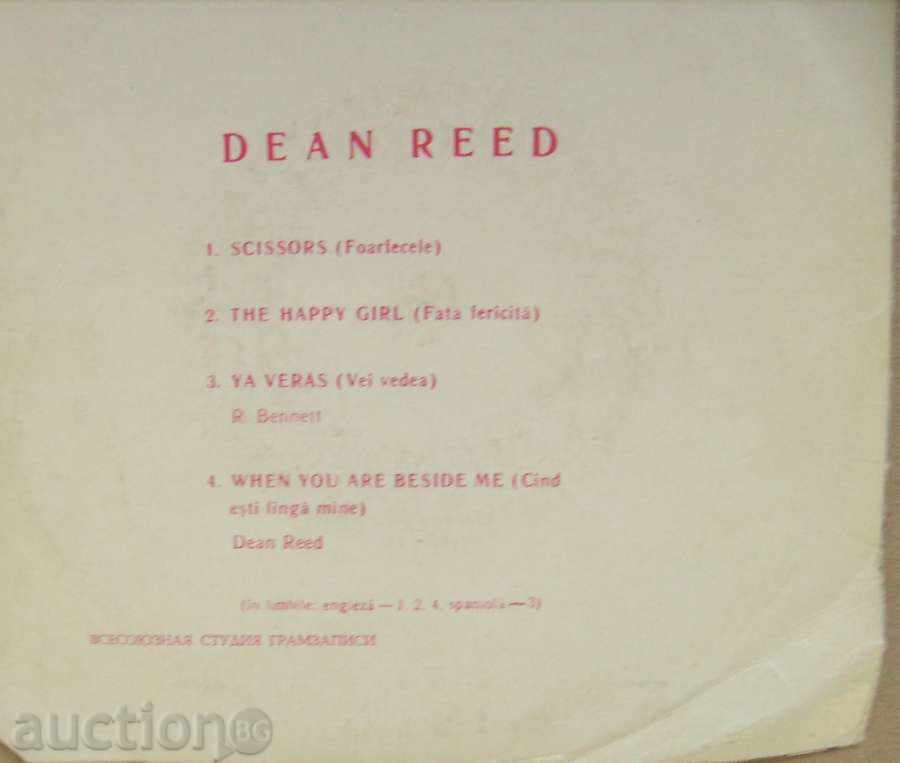 DEAN REED
1. SCISSORS (Foarfecele)
2. THE HAPPY GIRL (Fata fericită)
3. YA VERAS (Vei vedea)
R. Bennett
4. WHEN YOU ARE BESIDE ME (Cînd
ești lîngă mine)
Dean Reed
(în limbile: engleză — 1, 2, 4, spaniolă — 3)
ВСЕСОЮЗНАЯ СТУДИЯ ГРАМЗАПИСИ
auction BG